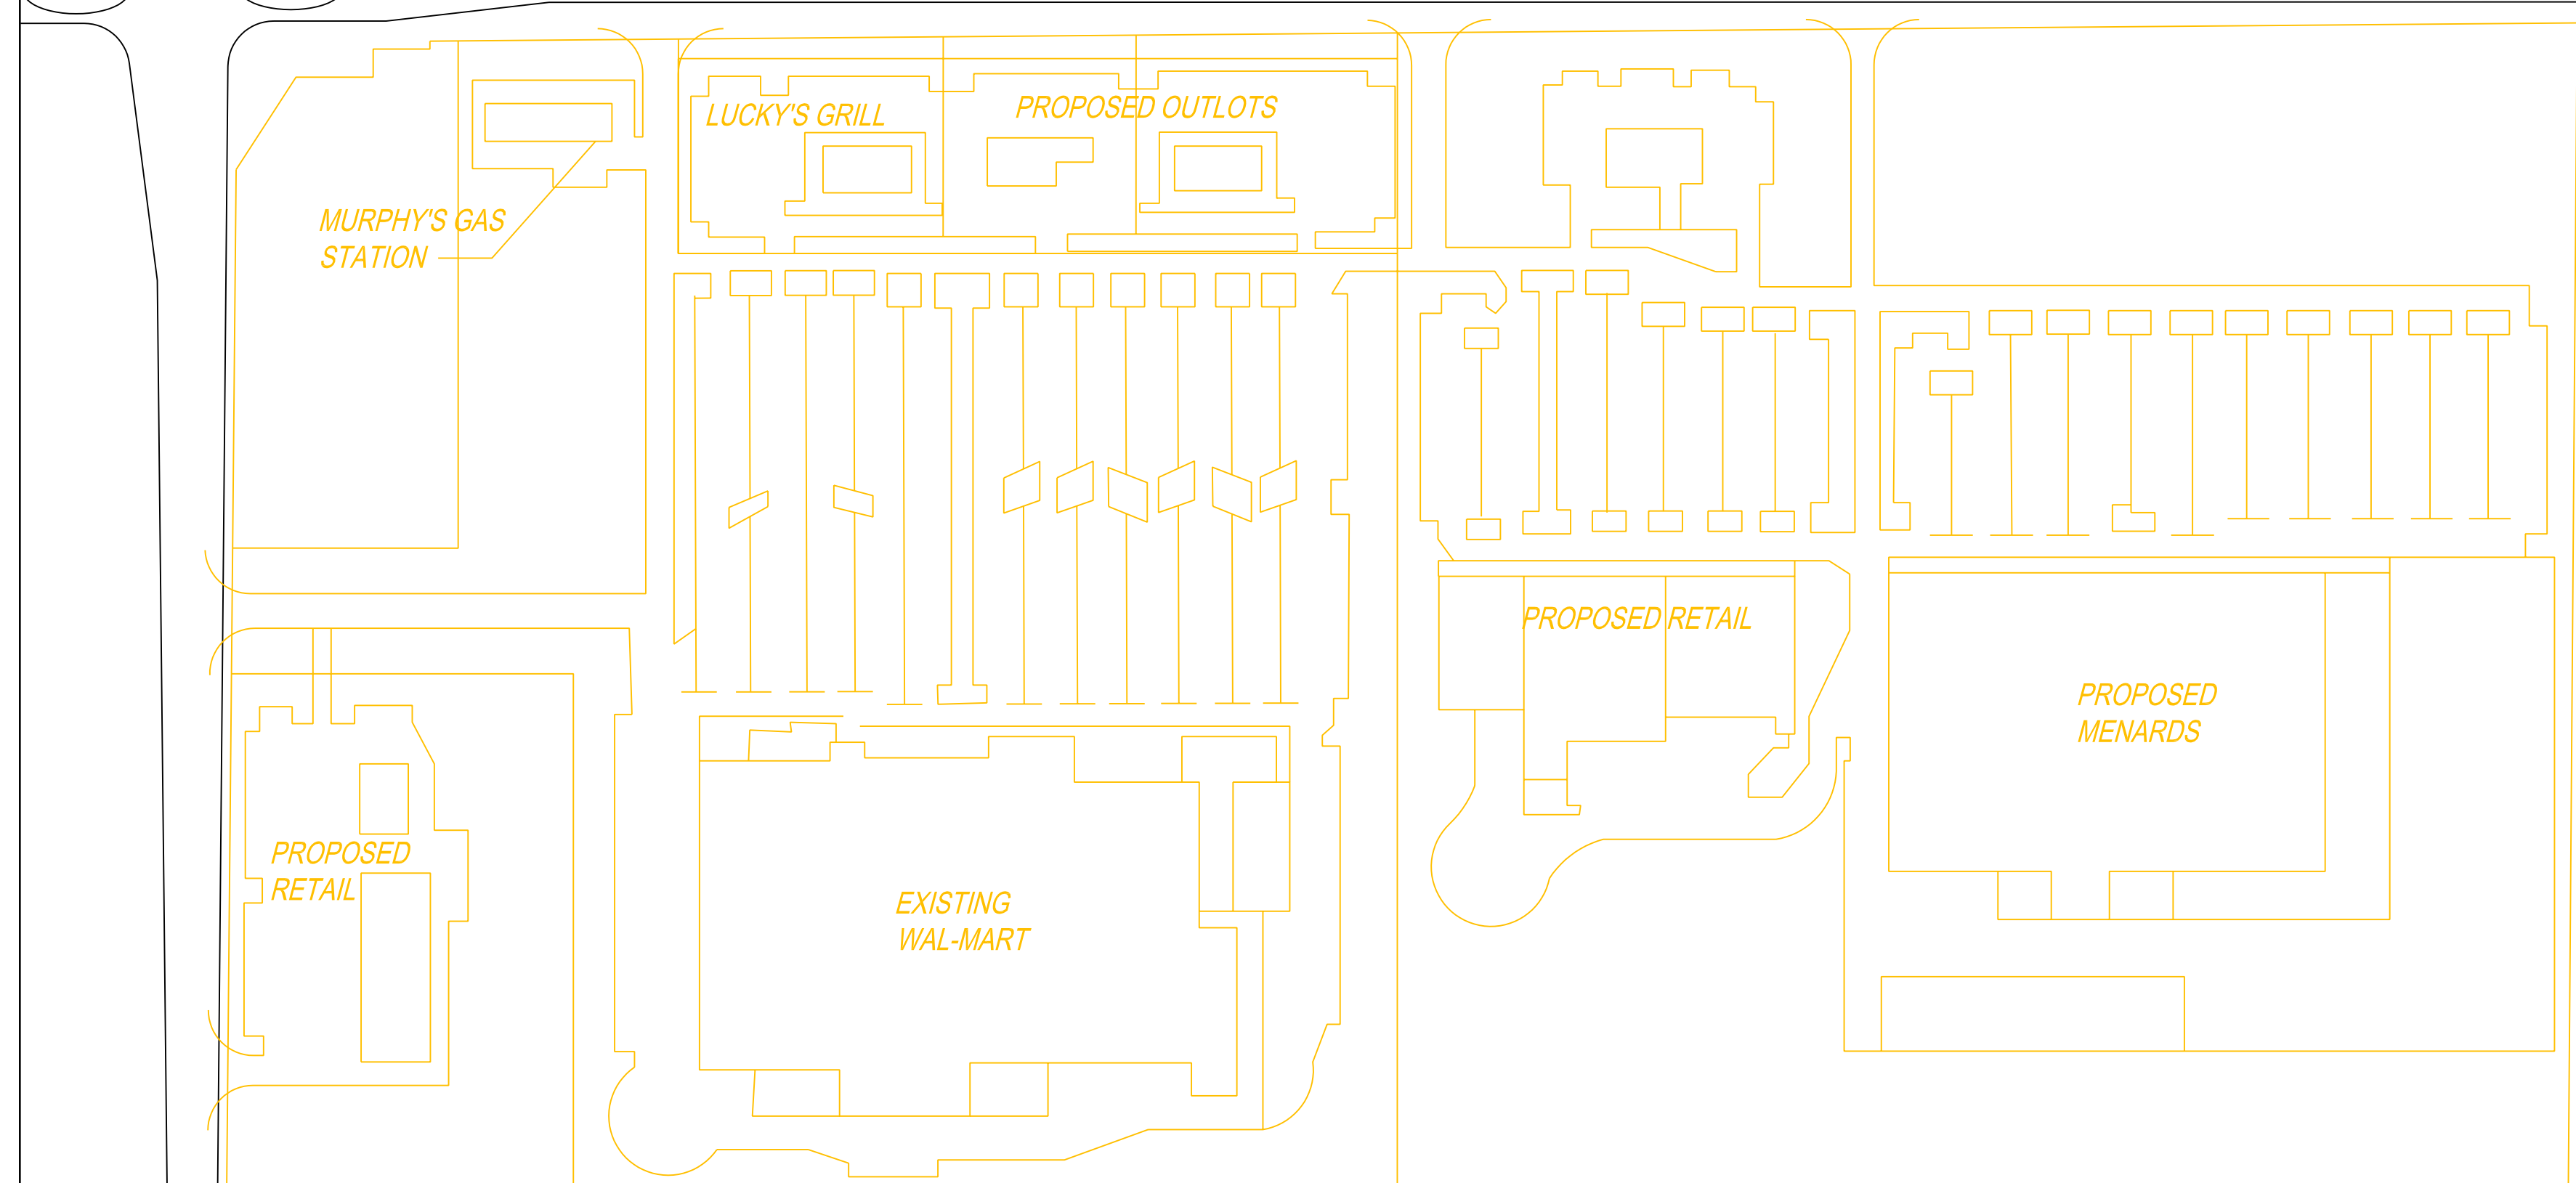 LUCKY'S GRILL
PROPOSED OUTLOTS
MURPHY'S GAS
STATION
PROPOSED RETAIL
PROPOSED
MENARDS
PROPOSED
RETAIL
EXISTING
WAL-MART